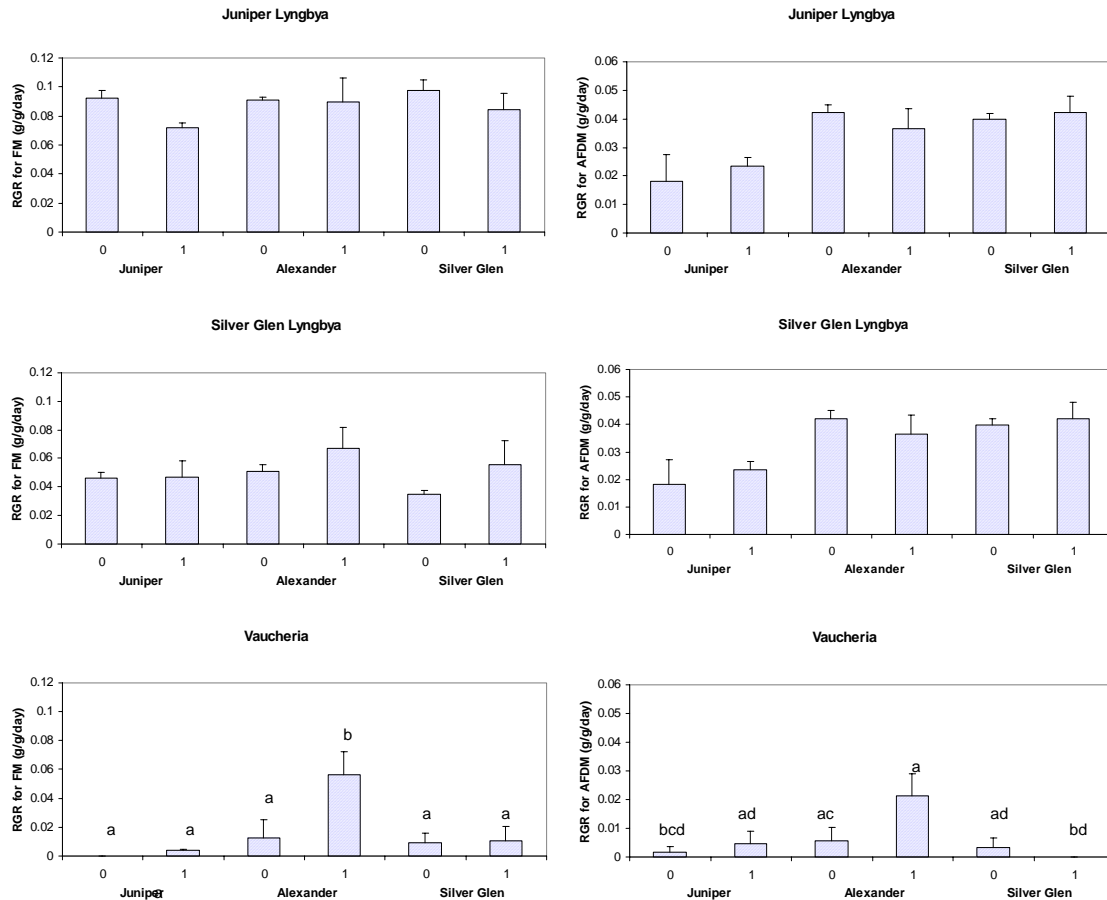 Juniper Lyngbya
RGR for FM (g/g/day)
0.12
0.1
0.08
0.06
0.04
0.02
0
0 1 0 1 0 1
Juniper Alexander Silver Glen
Juniper Lyngbya
RGR for AFDM (g/g/day)
0.06
0.05
0.04
0.03
0.02
0.01
0
0 1 0 1 0 1
Juniper Alexander Silver Glen
Silver Glen Lyngbya
RGR for FM (g/g/day)
0.12
0.1
0.08
0.06
0.04
0.02
0
0 1 0 1 0 1
Juniper Alexander Silver Glen
Silver Glen Lyngbya
RGR for AFDM (g/g/day)
0.06
0.05
0.04
0.03
0.02
0.01
0
0 1 0 1 0 1
Juniper Alexander Silver Glen
Vaucheria
RGR for FM (g/g/day)
0.12
0.1
0.08
0.06
0.04
0.02
0
a a a b a a
0 1 0 1 0 1
Juniper Alexander Silver Glen
a
Vaucheria
RGR for AFDM (g/g/day)
0.06
0.05
0.04
0.03
0.02
0.01
0
bcd ad ac a ad bd
0 1 0 1 0 1
Juniper Alexander Silver Glen